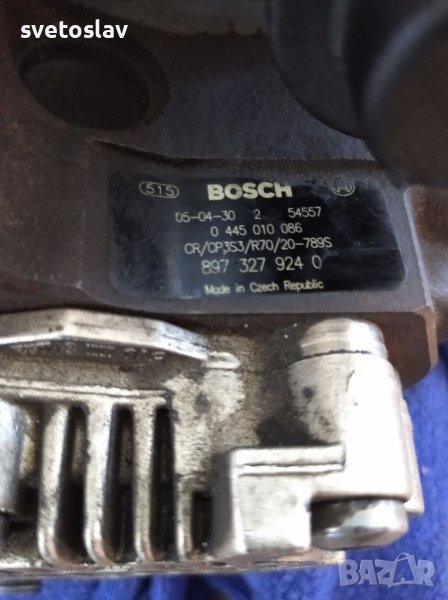 svetoslav
515 BOSCH
05-04-30 2 54557
0 445 010 086
CR/CP3S3/R70/20-789S
897 327 924 0
Made in Czech Republic
BAZAR